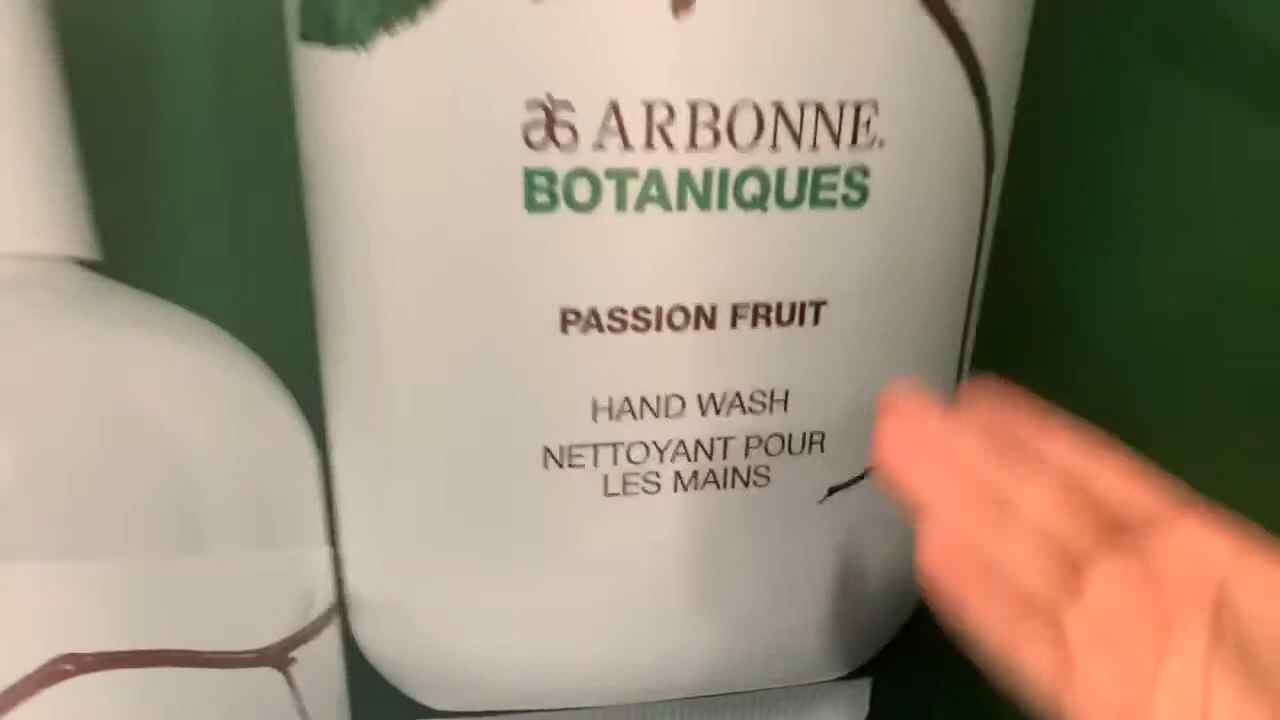 ARBONNE.
BOTANIQUES
PASSION FRUIT
HAND WASH
NETTOYANT POUR
LES MAINS